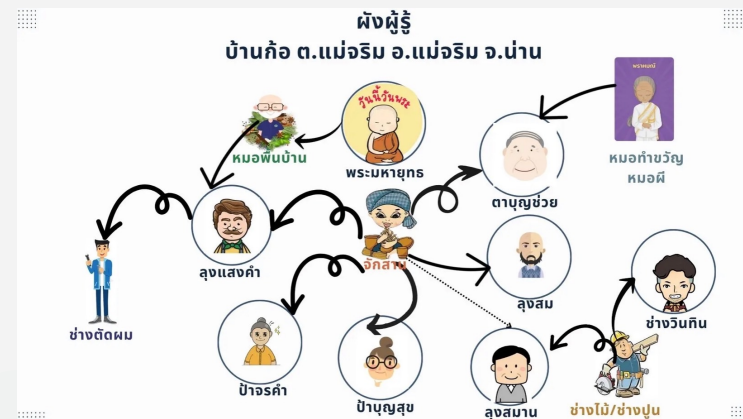 ผังผู้รู้
บ้านก้อ ต.แม่จริม อ.แม่จริม จ.น่าน
พราหมณ์
วันนี้วันพระ
หมอพื้นบ้าน
พระมหายุทธ
หมอทำขวัญ
หมอผี
ตาบุญช่วย
ลุงแสงคำ
จักสาน
ลุงสม
ช่างวินทิน
ช่างตัดผม
ป้าจรคำ
ป้าบุญสุข
ลุงสมาน
ช่างไม้/ช่างปูน